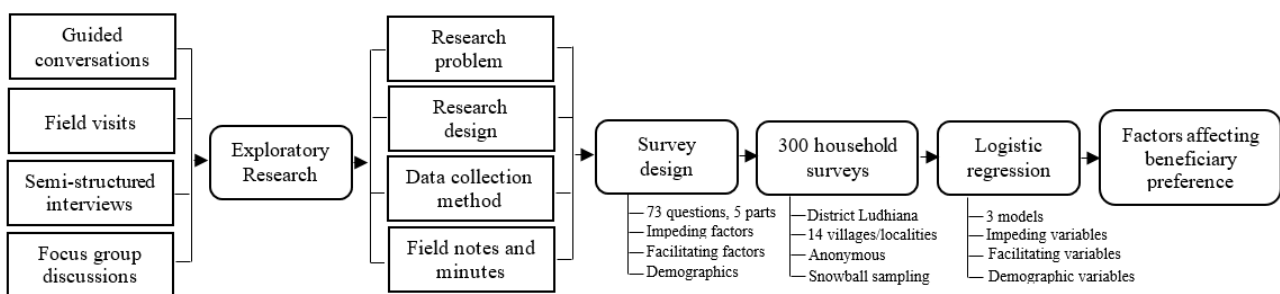 Guided
conversations
Field visits
Semi-structured
interviews
Focus group
discussions
Exploratory
Research
Research
problem
Research
design
Data collection
method
Field notes and
minutes
Survey
design
73 questions, 5 parts
Impeding factors
Facilitating factors
Demographics
300 household
surveys
District Ludhiana
14 villages/localities
Anonymous
Snowball sampling
Logistic
regression
3 models
Impeding variables
Facilitating variables
Demographic variables
Factors affecting
beneficiary
preference